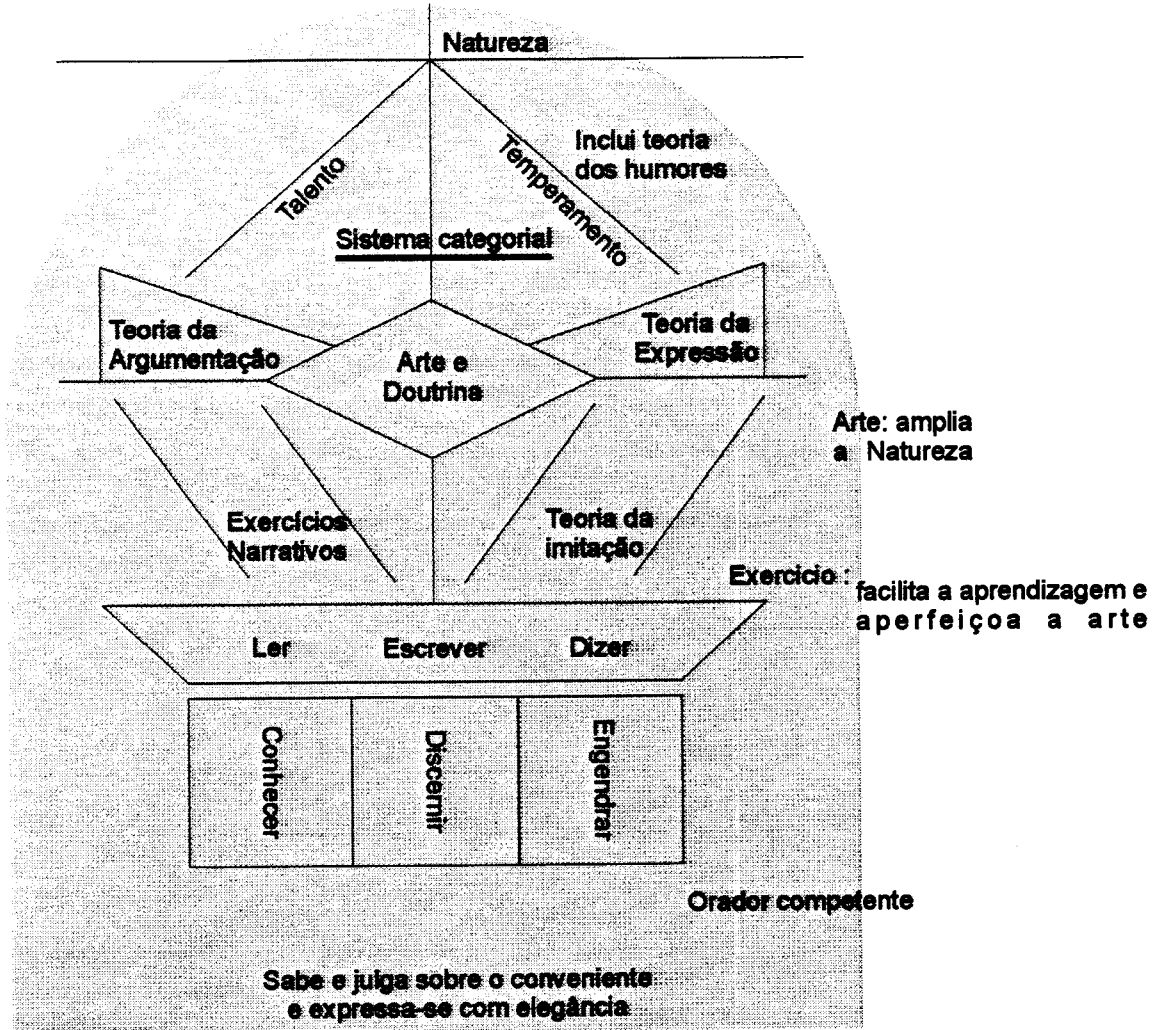 Natureza
Inclui teoria
dos humores
Talento
Temperamento
Sistema categorial
Teoria da
Argumentação
Arte e
Doutrina
Teoria da
Expressão
Arte: amplia
a Natureza
Exercícios
Narrativos
Teoria da
imitação
Exercício :
facilita a aprendizagem e
aperfeiçoa a arte
Ler Escrever Dizer
Conhecer
Discernir
Engendrar
Orador competente
Sabe e julga sobre o conveniente
e expressa-se com elegância